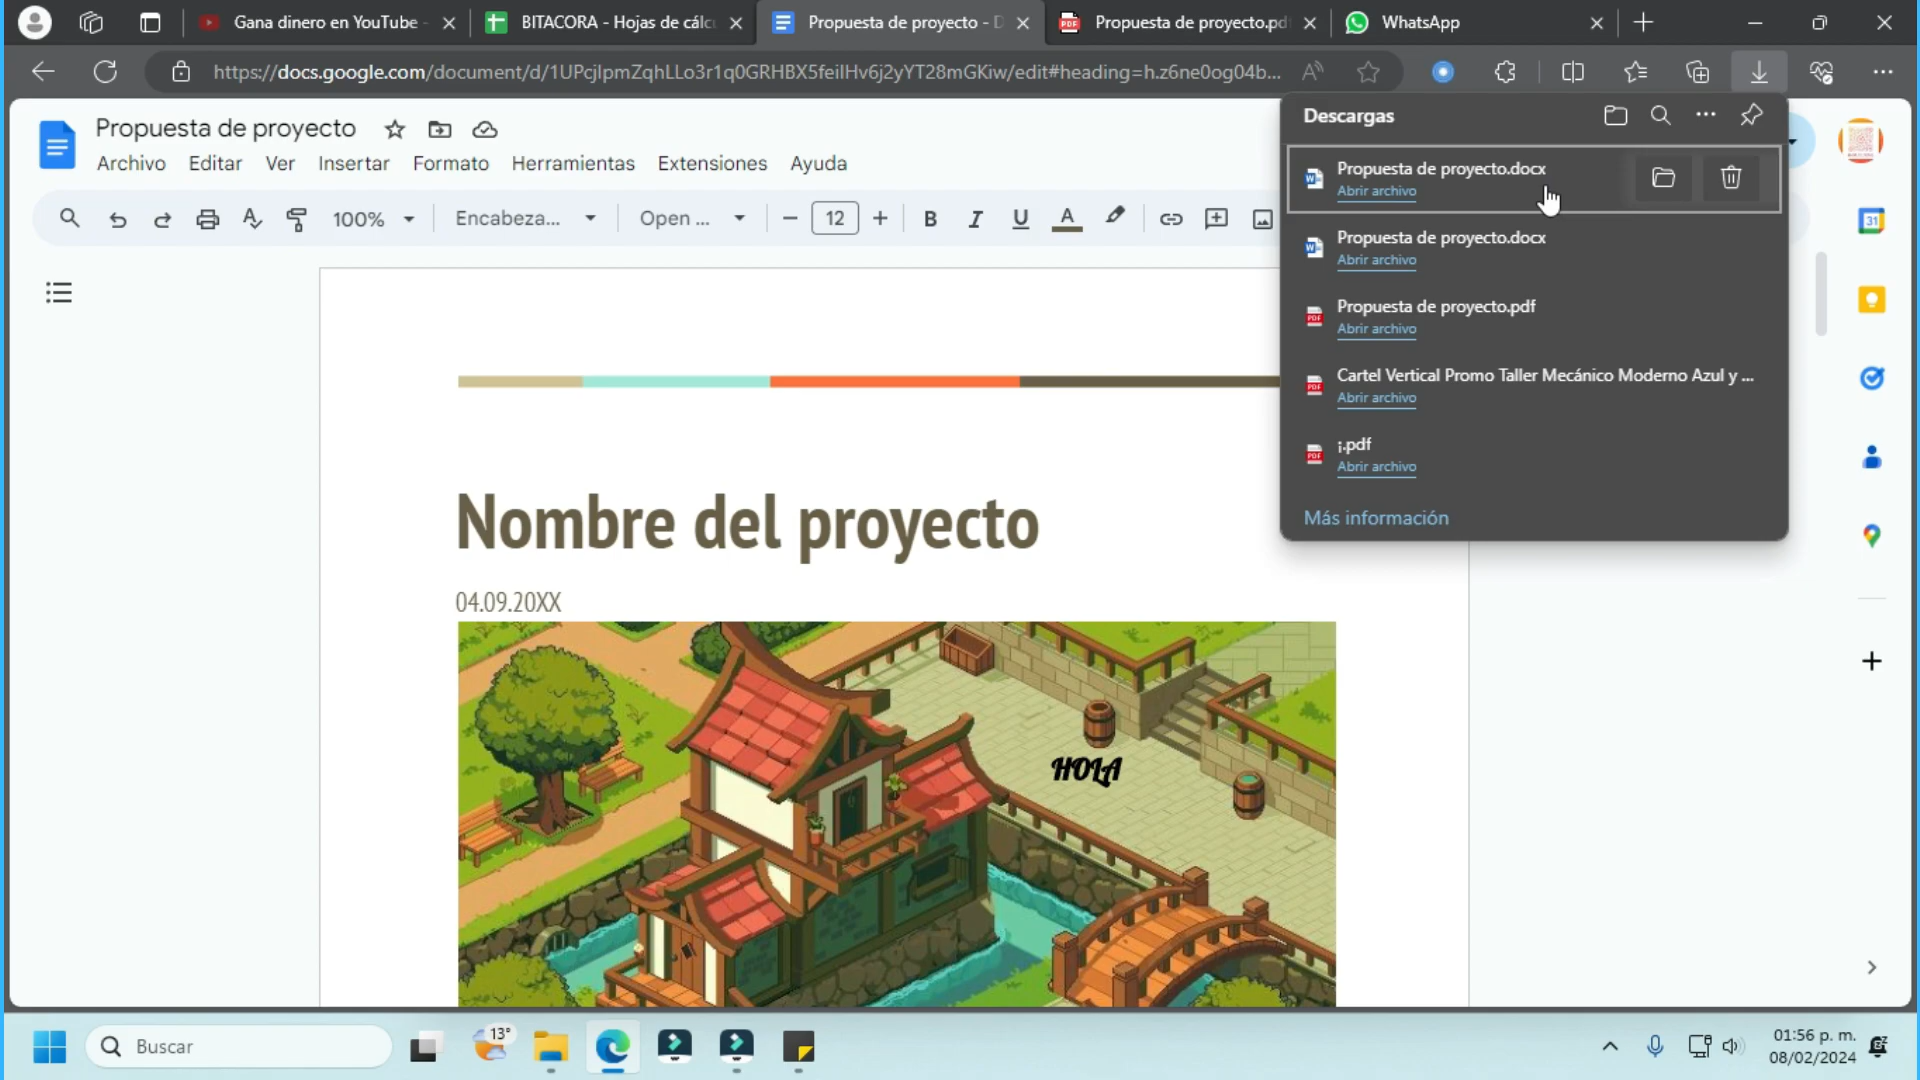 Gana dinero en YouTube -
BITACORA - Hojas de cálcu
Propuesta de proyecto - D
Propuesta de proyecto.pdf
WhatsApp
https://docs.google.com/document/d/1UPcjIpmZqhLLo3r1q0GRHBX5feiIHv6j2yYT28mGKiw/edit#heading=h.z6ne0og04b...
Propuesta de proyecto
Archivo Editar Ver Insertar Formato Herramientas Extensiones Ayuda
100% Encabeza... Open ... 12 B I U A
Descargas
Propuesta de proyecto.docx
Abrir archivo
Propuesta de proyecto.docx
Abrir archivo
Propuesta de proyecto.pdf
Abrir archivo
Cartel Vertical Promo Taller Mecánico Moderno Azul y ...
Abrir archivo
¡.pdf
Abrir archivo
Más información
31
Nombre del proyecto
04.09.20XX
HOLA
Buscar
13°
01:56 p. m.
08/02/2024